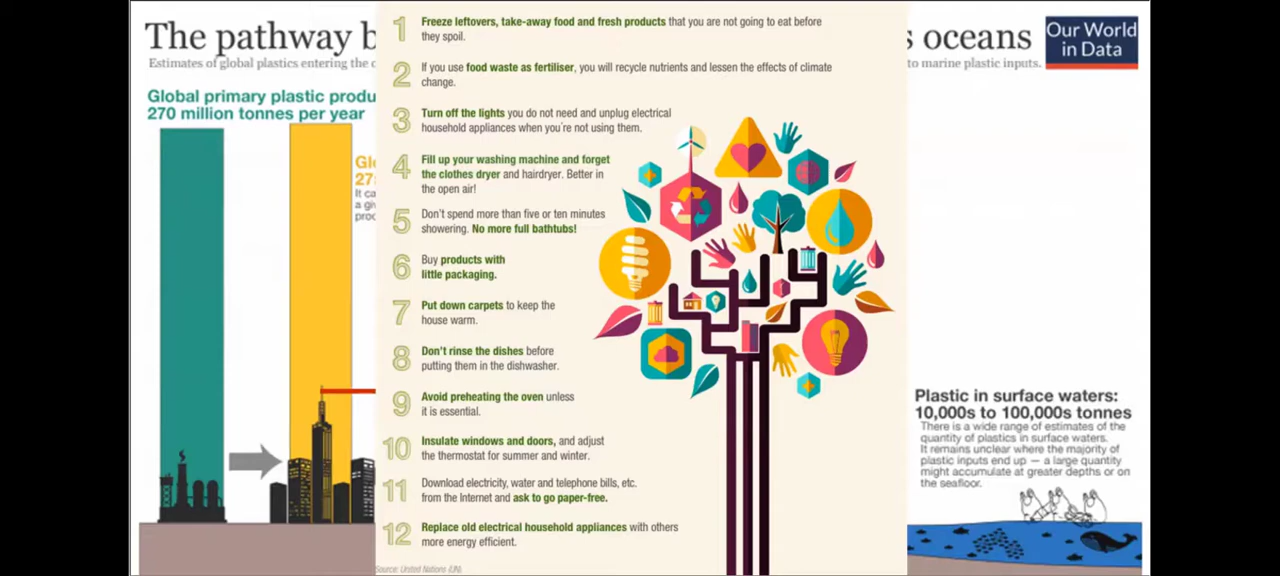 The pathway b
s oceans
Our World
in Data
Estimates of global plastics entering the
to marine plastic inputs.
Global primary plastic produ
270 million tonnes per year
Gl
27
It ca
a giv
proc
1 Freeze leftovers, take-away food and fresh products that you are not going to eat before
they spoil.
2 If you use food waste as fertiliser, you will recycle nutrients and lessen the effects of climate
change.
3 Turn off the lights you do not need and unplug electrical
household appliances when you're not using them.
4 Fill up your washing machine and forget
the clothes dryer and hairdryer. Better in
the open air!
5 Don't spend more than five or ten minutes
showering. No more full bathtubs!
6 Buy products with
little packaging.
7 Put down carpets to keep the
house warm.
8 Don't rinse the dishes before
putting them in the dishwasher.
9 Avoid preheating the oven unless
it is essential.
10 Insulate windows and doors, and adjust
the thermostat for summer and winter.
11 Download electricity, water and telephone bills, etc.
from the Internet and ask to go paper-free.
12 Replace old electrical household appliances with others
more energy efficient.
Source: United Nations (UN).
Plastic in surface waters:
10,000s to 100,000s tonnes
There is a wide range of estimates of the
quantity of plastics in surface waters.
It remains unclear where the majority of
plastic inputs end up — a large quantity
might accumulate at greater depths or on
the seafloor.